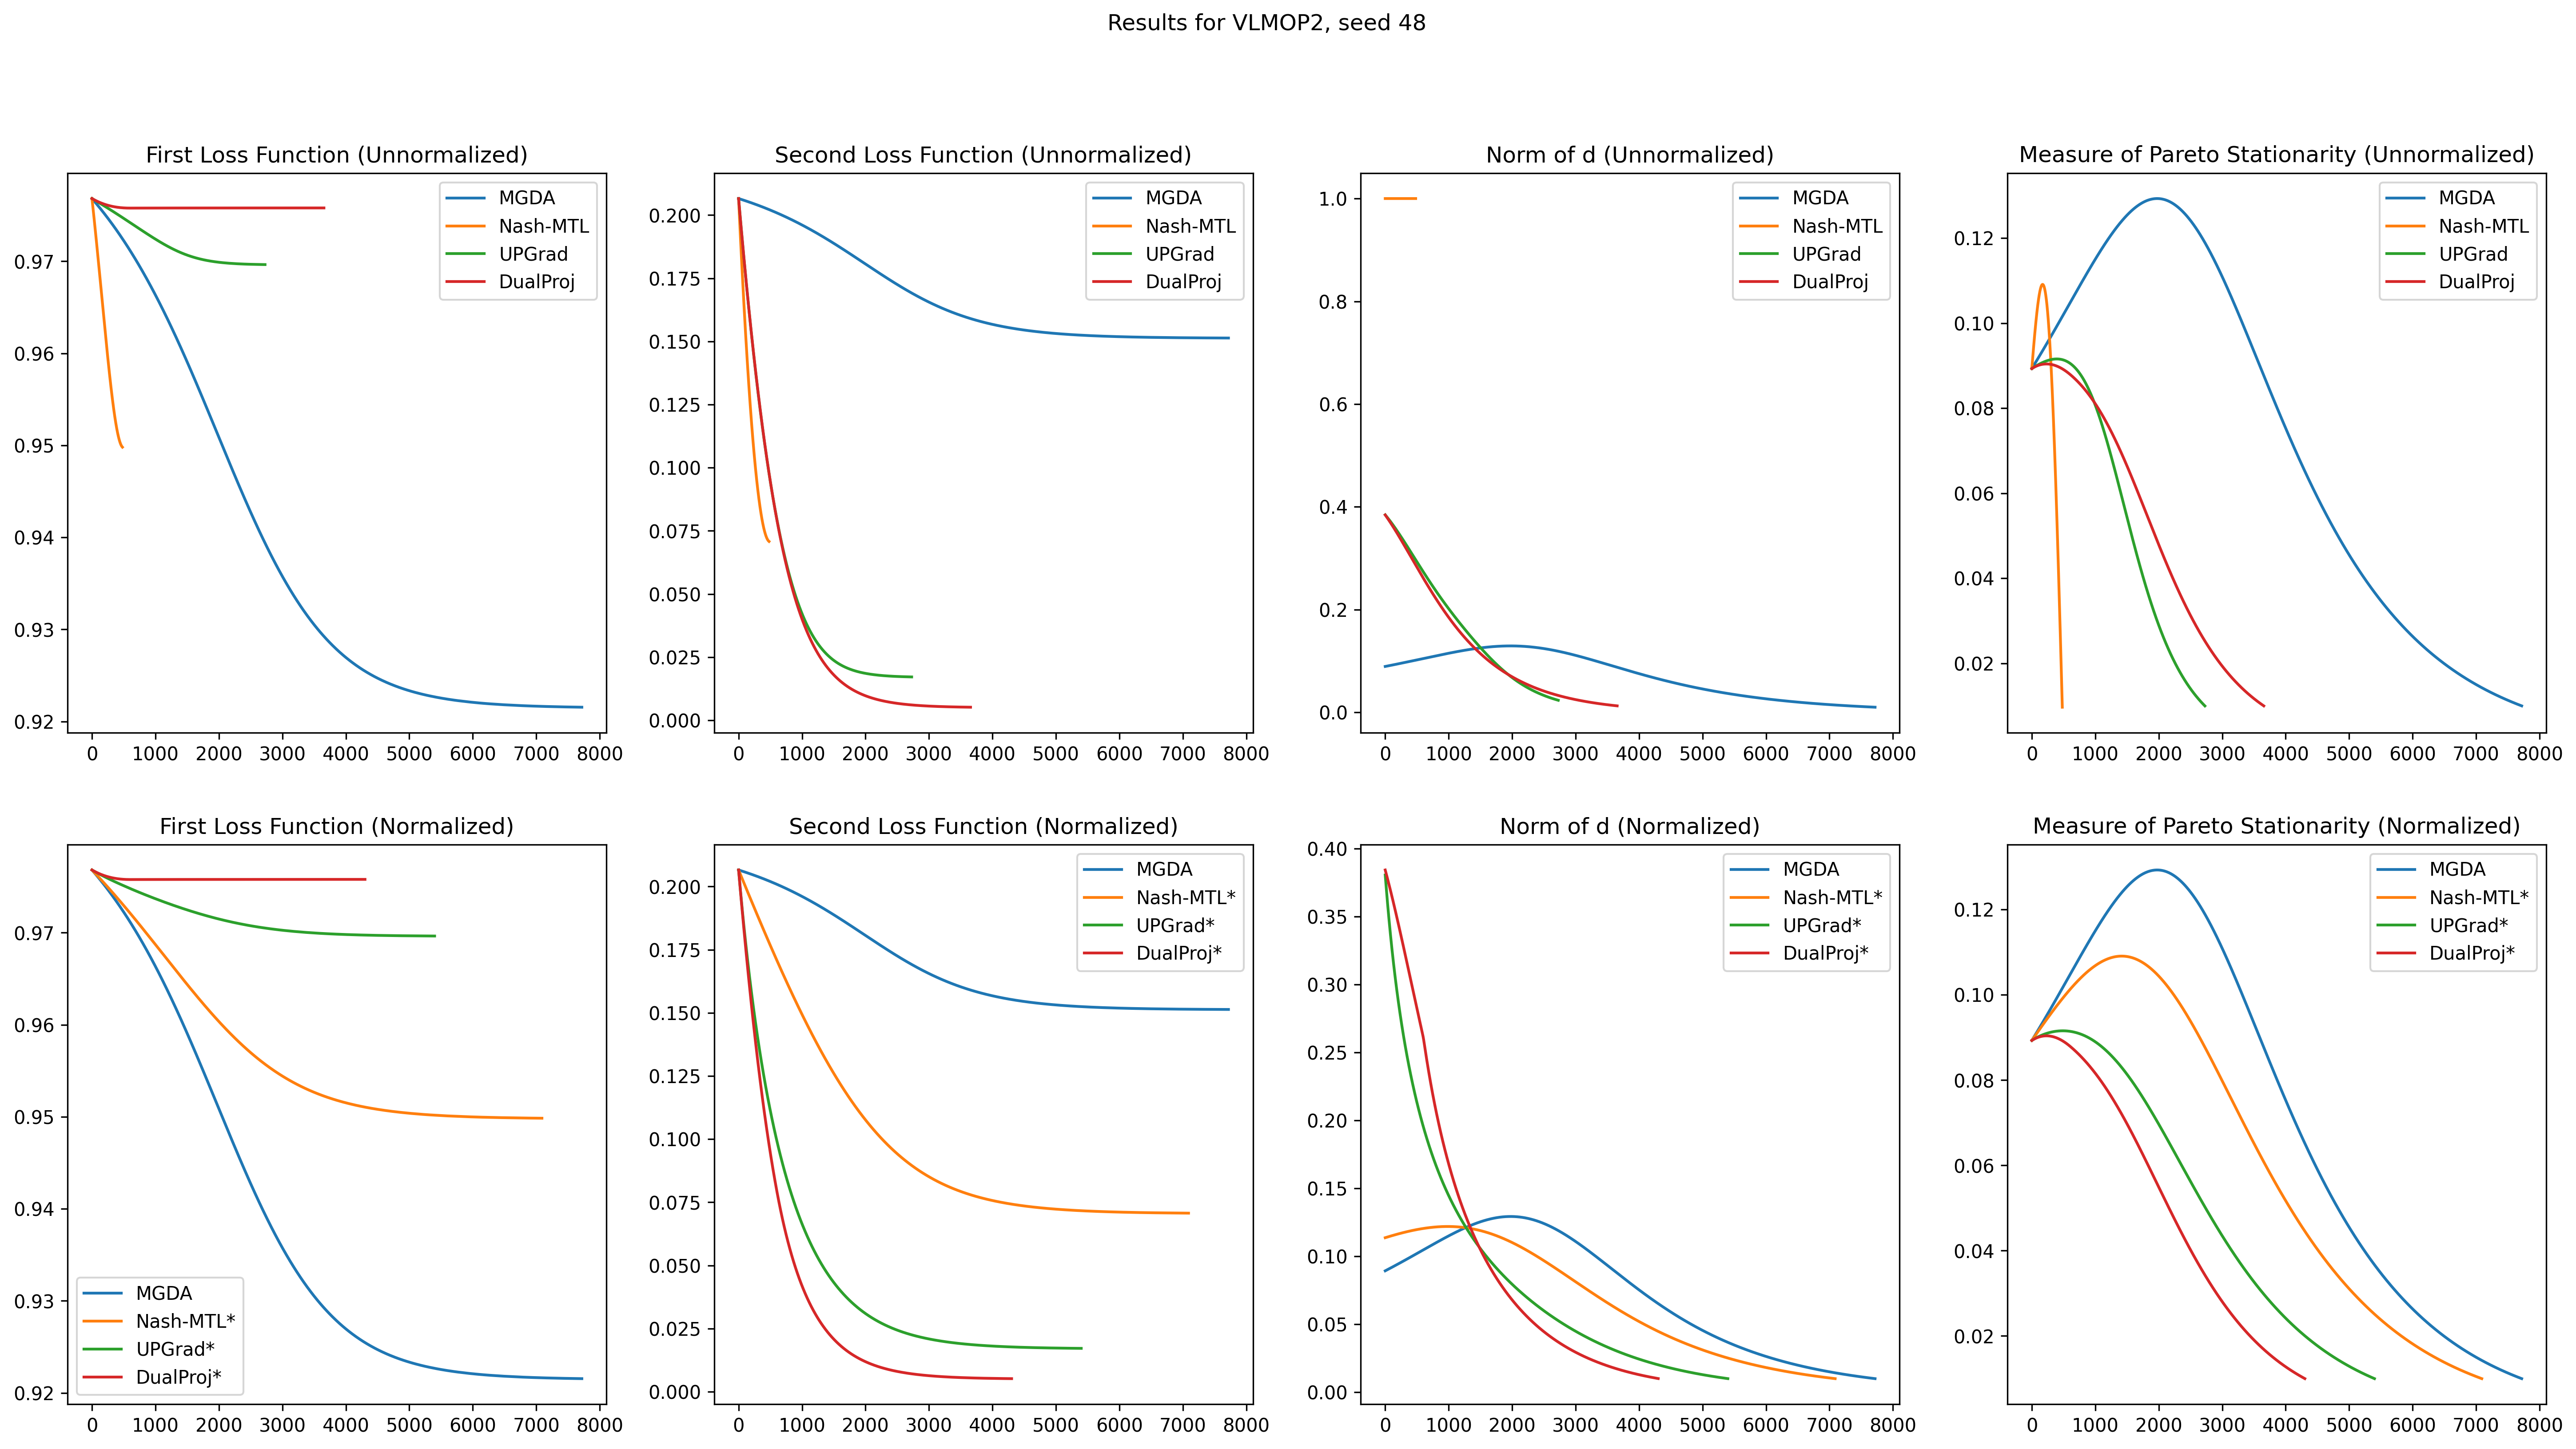 Results for VLMOP2, seed 48
First Loss Function (Unnormalized)
MGDA
Nash-MTL
UPGrad
DualProj
0.97
0.96
0.95
0.94
0.93
0.92
0 1000 2000 3000 4000 5000 6000 7000 8000
Second Loss Function (Unnormalized)
MGDA
Nash-MTL
UPGrad
DualProj
0.200
0.175
0.150
0.125
0.100
0.075
0.050
0.025
0.000
0 1000 2000 3000 4000 5000 6000 7000 8000
Norm of d (Unnormalized)
MGDA
Nash-MTL
UPGrad
DualProj
1.0
0.8
0.6
0.4
0.2
0.0
0 1000 2000 3000 4000 5000 6000 7000 8000
Measure of Pareto Stationarity (Unnormalized)
MGDA
Nash-MTL
UPGrad
DualProj
0.12
0.10
0.08
0.06
0.04
0.02
0 1000 2000 3000 4000 5000 6000 7000 8000
First Loss Function (Normalized)
0.97
0.96
0.95
0.94
0.93
0.92
MGDA
Nash-MTL*
UPGrad*
DualProj*
0 1000 2000 3000 4000 5000 6000 7000 8000
Second Loss Function (Normalized)
MGDA
Nash-MTL*
UPGrad*
DualProj*
0.200
0.175
0.150
0.125
0.100
0.075
0.050
0.025
0.000
0 1000 2000 3000 4000 5000 6000 7000 8000
Norm of d (Normalized)
MGDA
Nash-MTL*
UPGrad*
DualProj*
0.40
0.35
0.30
0.25
0.20
0.15
0.10
0.05
0.00
0 1000 2000 3000 4000 5000 6000 7000 8000
Measure of Pareto Stationarity (Normalized)
MGDA
Nash-MTL*
UPGrad*
DualProj*
0.12
0.10
0.08
0.06
0.04
0.02
0 1000 2000 3000 4000 5000 6000 7000 8000